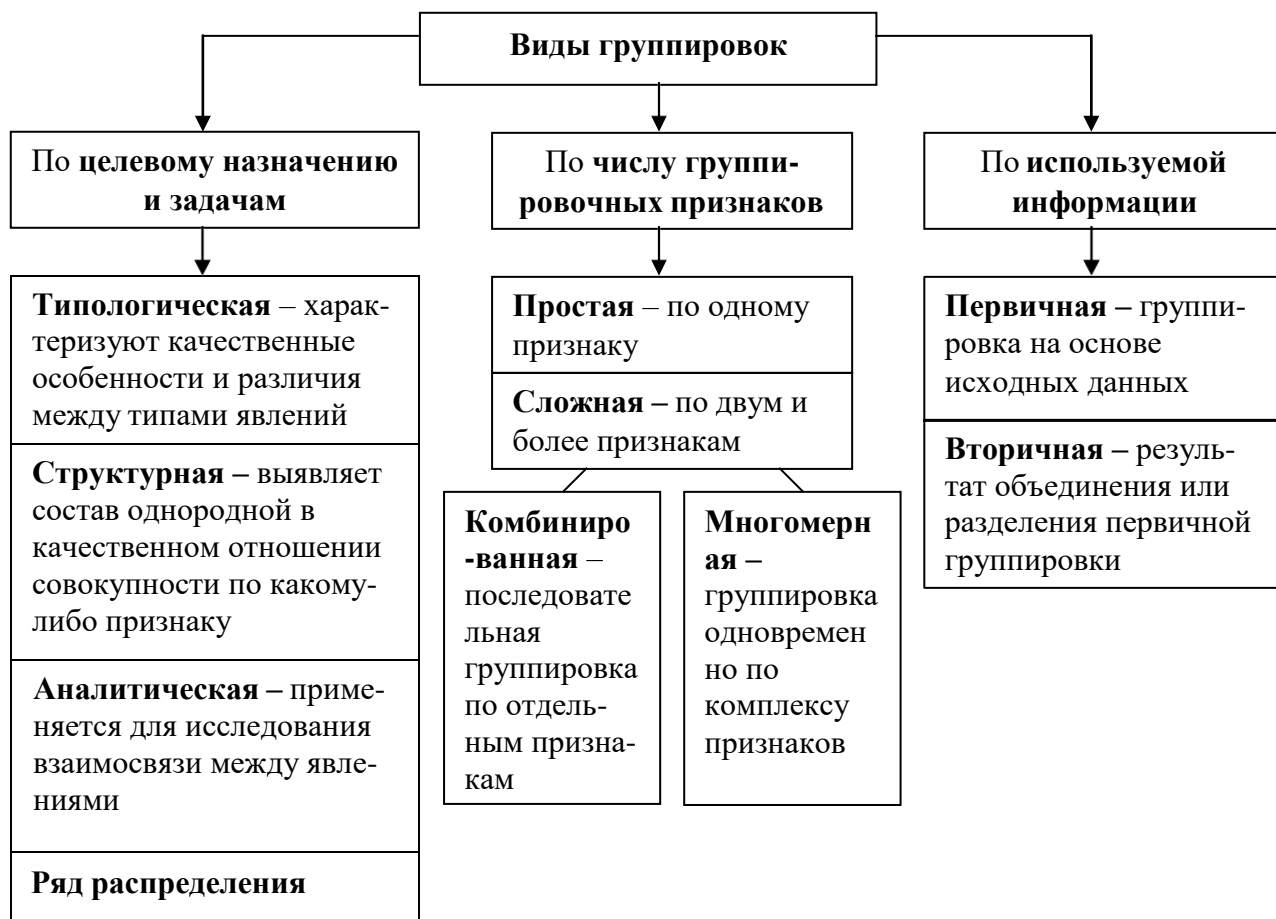 Виды группировок
По целевому назначению
и задачам
По числу группи-
ровочных признаков
По используемой
информации
Типологическая – харак-
теризуют качественные
особенности и различия
между типами явлений
Структурная – выявляет
состав однородной в
качественном отношении
совокупности по какому-
либо признаку
Аналитическая – приме-
няется для исследования
взаимосвязи между явле-
ниями
Ряд распределения
Простая – по одному
признаку
Сложная – по двум и
более признакам
Комбиниро
-ванная –
последовате
льная
группировка
по отдель-
ным призна-
кам
Многомерн
ая –
группировка
одновремен
но по
комплексу
признаков
Первичная – группи-
ровка на основе
исходных данных
Вторичная – резуль-
тат объединения или
разделения первичной
группировки